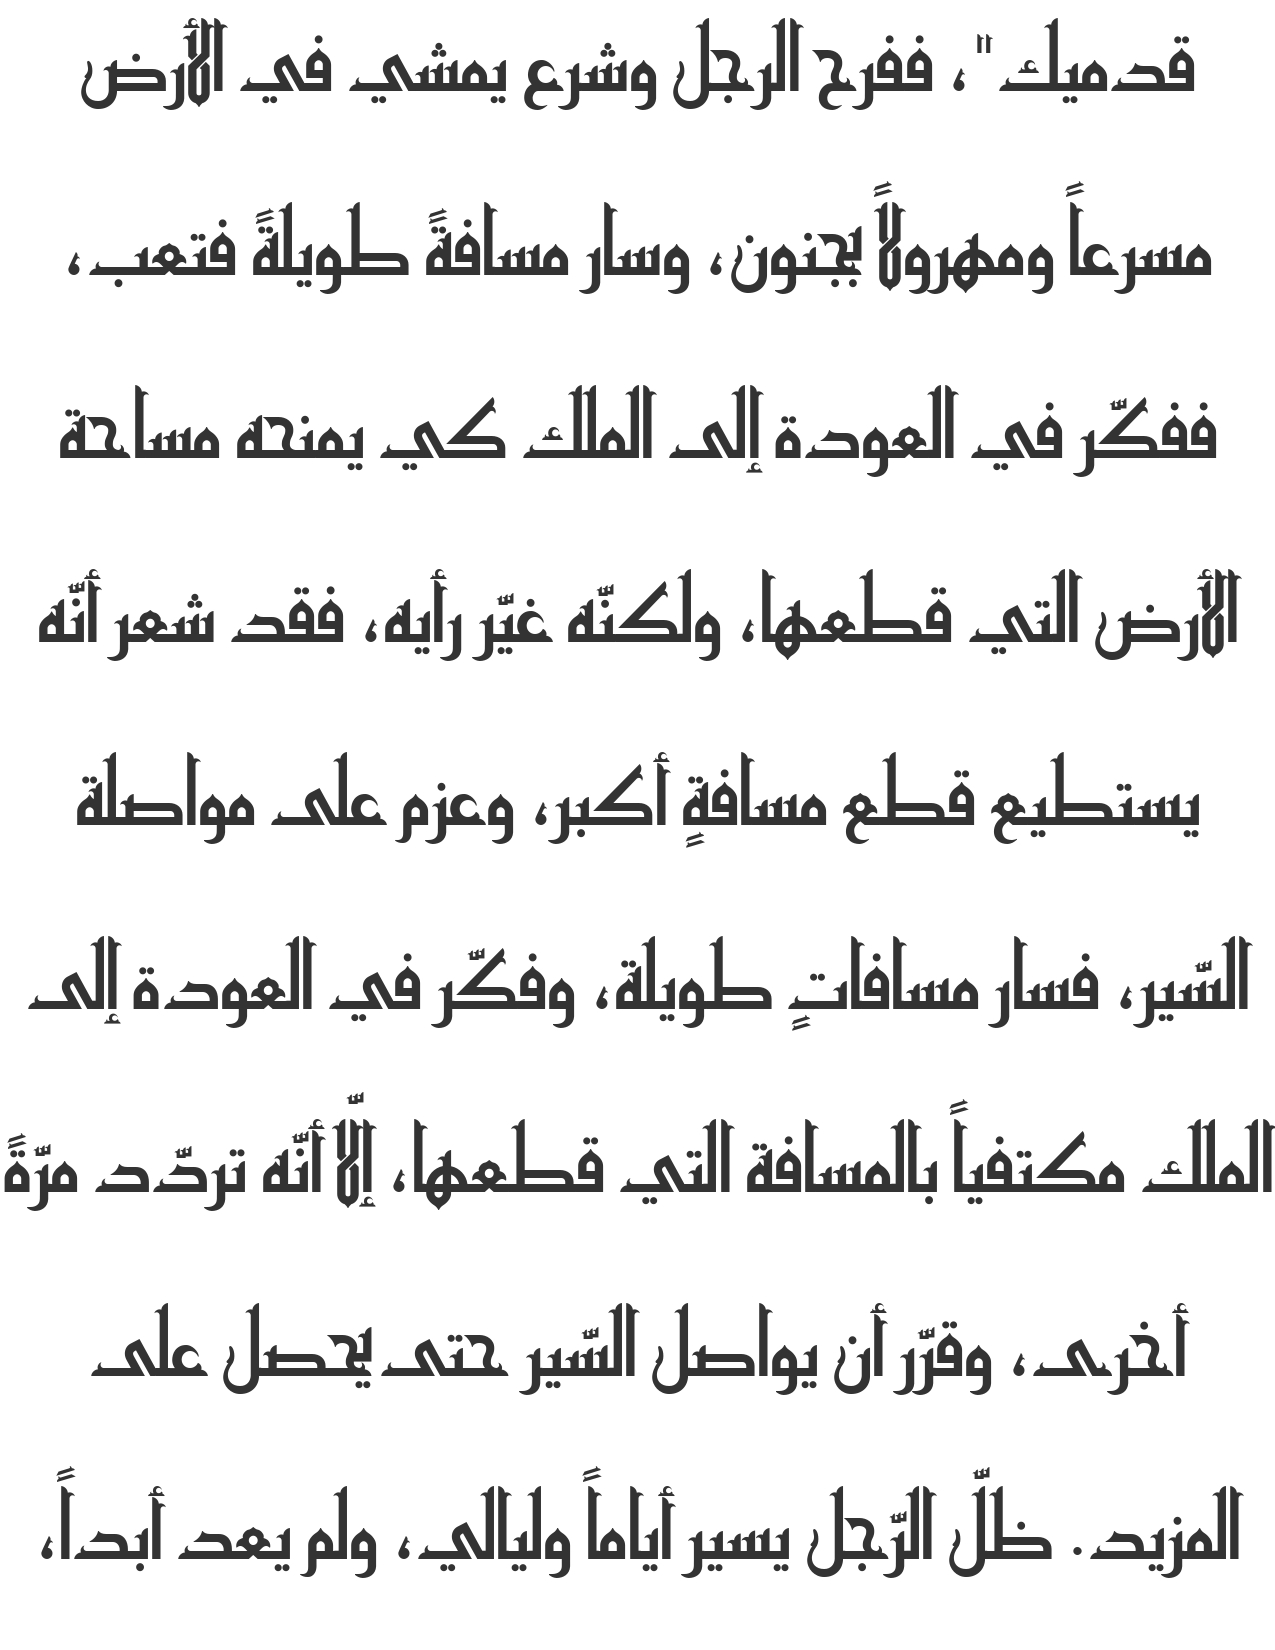 قدميك"، ففرح الرجل وشرع يمشي في الأرض
مسرعاً ومهرولاً بجنون، وسار مسافةً طويلةً فتعب،
ففكّر في العودة إلى الملك كي يمنحه مساحة
الأرض التي قطعها، ولكنّه غيّر رأيه، فقد شعر أنّه
يستطيع قطع مسافةٍ أكبر، وعزم على مواصلة
السّير، فسار مسافاتٍ طويلة، وفكّر في العودة إلى
الملك مكتفياً بالمسافة التي قطعها، إلّا أنّه تردّد مرّةً
أخرى، وقرّر أن يواصل السّير حتى يحصل على
المزيد. ظلّ الرّجل يسير أياماً وليالي، ولم يعد أبداً،